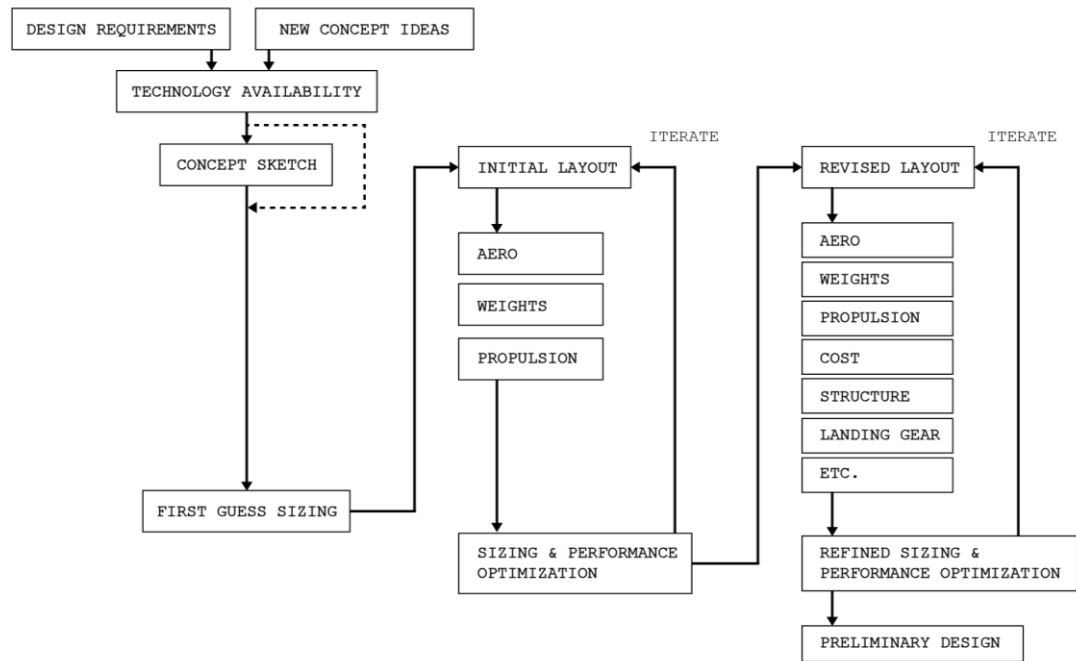 DESIGN REQUIREMENTS
NEW CONCEPT IDEAS
TECHNOLOGY AVAILABILITY
CONCEPT SKETCH
FIRST GUESS SIZING
ITERATE
INITIAL LAYOUT
AERO
WEIGHTS
PROPULSION
SIZING & PERFORMANCE
OPTIMIZATION
ITERATE
REVISED LAYOUT
AERO
WEIGHTS
PROPULSION
COST
STRUCTURE
LANDING GEAR
ETC.
REFINED SIZING &
PERFORMANCE OPTIMIZATION
PRELIMINARY DESIGN